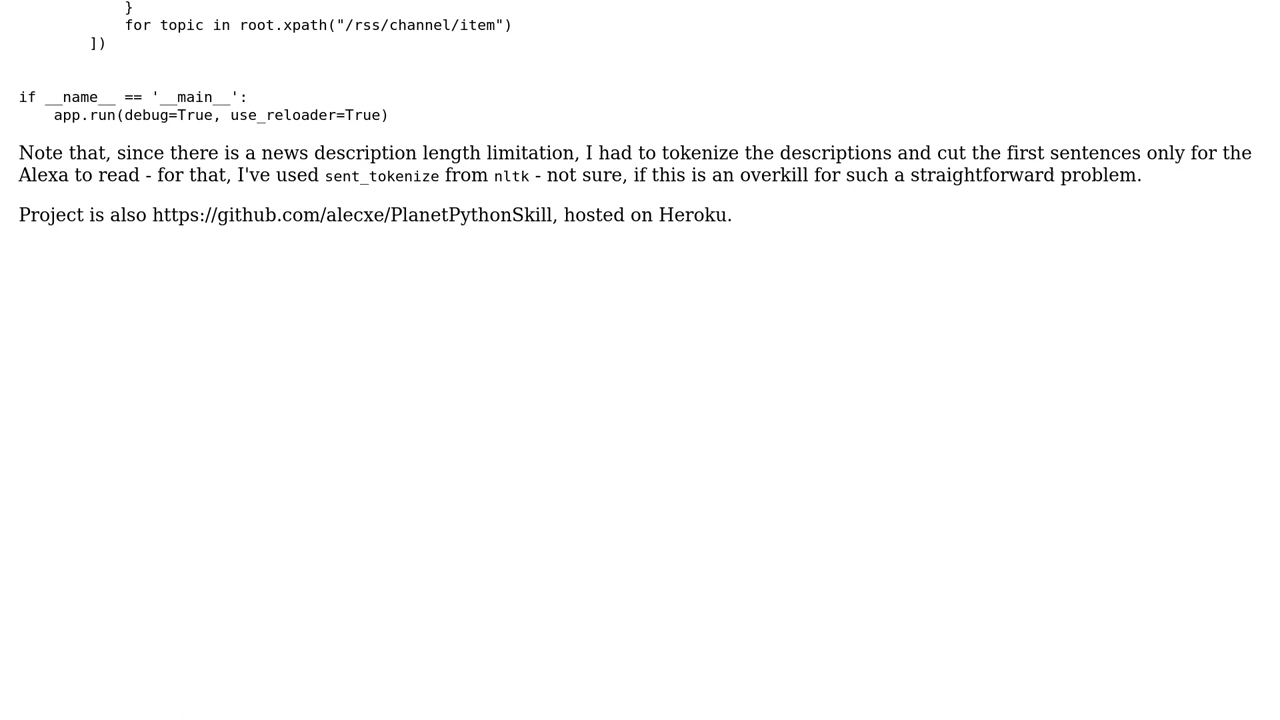 }
            for topic in root.xpath("/rss/channel/item")
        ])
if __name__ == '__main__':
    app.run(debug=True, use_reloader=True)
Note that, since there is a news description length limitation, I had to tokenize the descriptions and cut the first sentences only for the
Alexa to read - for that, I've used sent_tokenize from nltk - not sure, if this is an overkill for such a straightforward problem.
Project is also https://github.com/alecxe/PlanetPythonSkill, hosted on Heroku.